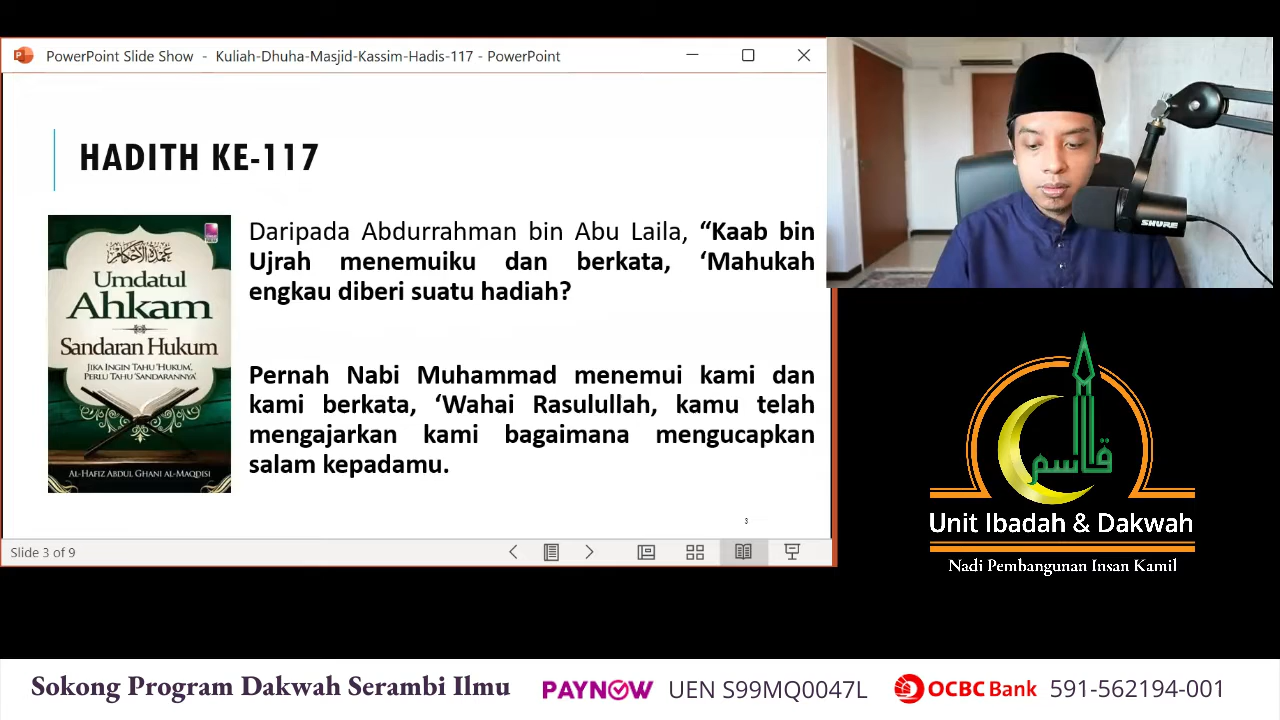 PowerPoint Slide Show - Kuliah-Dhuha-Masjid-Kassim-Hadis-117 - PowerPoint
HADITH KE-117
عمدة الأحكام
Umdatul
Ahkam
Sandaran Hukum
JIKA INGIN TAHU 'HUKUM',
PERLU TAHU 'SANDARANNYA'
AL-HAFIZ ABDUL GHANI AL-MAQDISI
Daripada Abdurrahman bin Abu Laila, “Kaab bin
Ujrah menemuiku dan berkata, ‘Mahukah
engkau diberi suatu hadiah?
Pernah Nabi Muhammad menemui kami dan
kami berkata, ‘Wahai Rasulullah, kamu telah
mengajarkan kami bagaimana mengucapkan
salam kepadamu.
3
Slide 3 of 9
SHURE
قاسم
Unit Ibadah & Dakwah
Nadi Pembangunan Insan Kamil
Sokong Program Dakwah Serambi Ilmu
PAYNOW UEN S99MQ0047L
OCBC Bank 591-562194-001